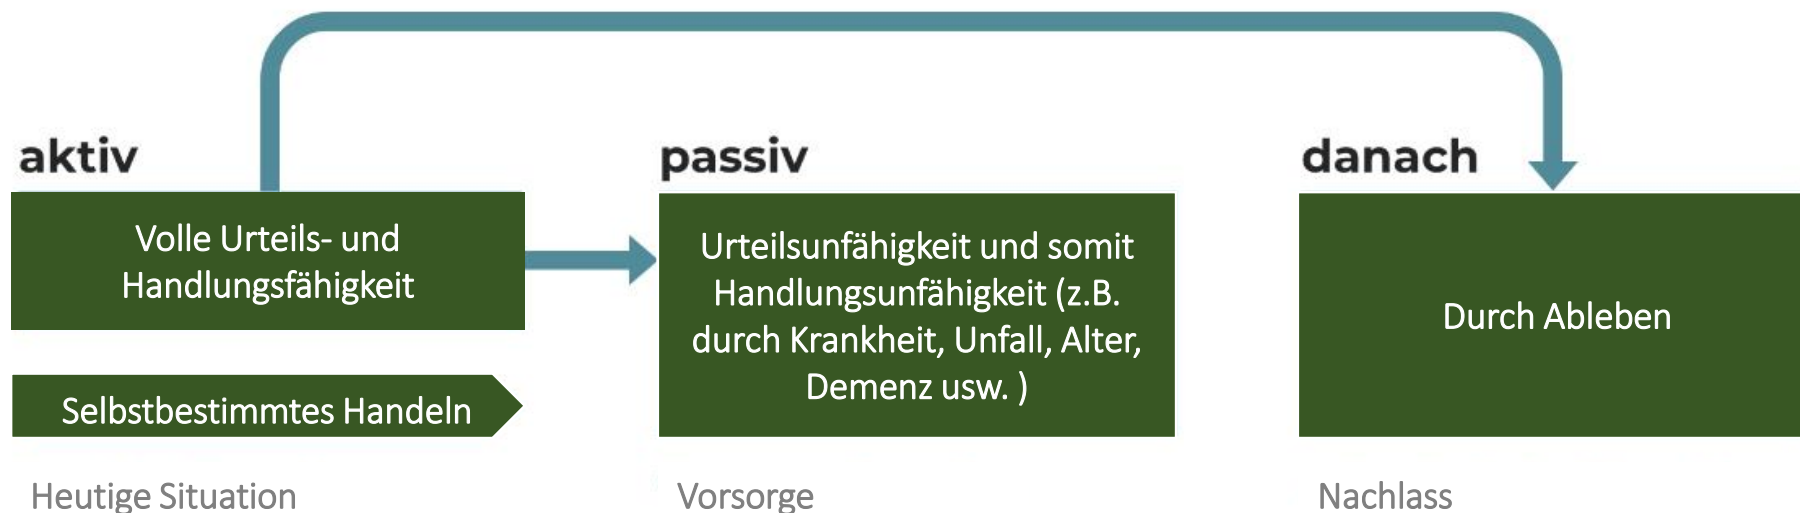 aktiv
Volle Urteils- und
Handlungsfähigkeit
Selbstbestimmtes Handeln
Heutige Situation
passiv
Urteilsunfähigkeit und somit
Handlungsunfähigkeit (z.B.
durch Krankheit, Unfall, Alter,
Demenz usw. )
Vorsorge
danach
Durch Ableben
Nachlass